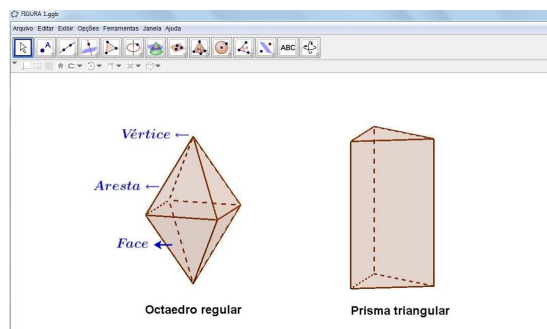 FIGURA 1.ggb
Arquivo Editar Exibir Opções Ferramentas Janela Ajuda
A
ABC
Vértice ←
Aresta ←
Face ←
Octaedro regular
Prisma triangular